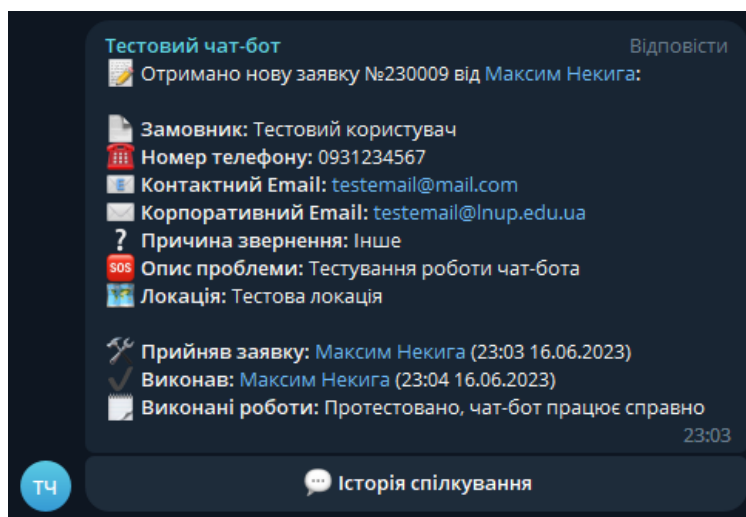 Тестовий чат-бот Відповісти
Отримано нову заявку №230009 від Максим Некига:
Замовник: Тестовий користувач
Номер телефону: 0931234567
Контактний Email: testemail@mail.com
Корпоративний Email: testemail@lnup.edu.ua
? Причина звернення: Інше
SOS Опис проблеми: Тестування роботи чат-бота
Локація: Тестова локація
Прийняв заявку: Максим Некига (23:03 16.06.2023)
Виконав: Максим Некига (23:04 16.06.2023)
Виконані роботи: Протестовано, чат-бот працює справно
23:03
ТЧ Історія спілкування